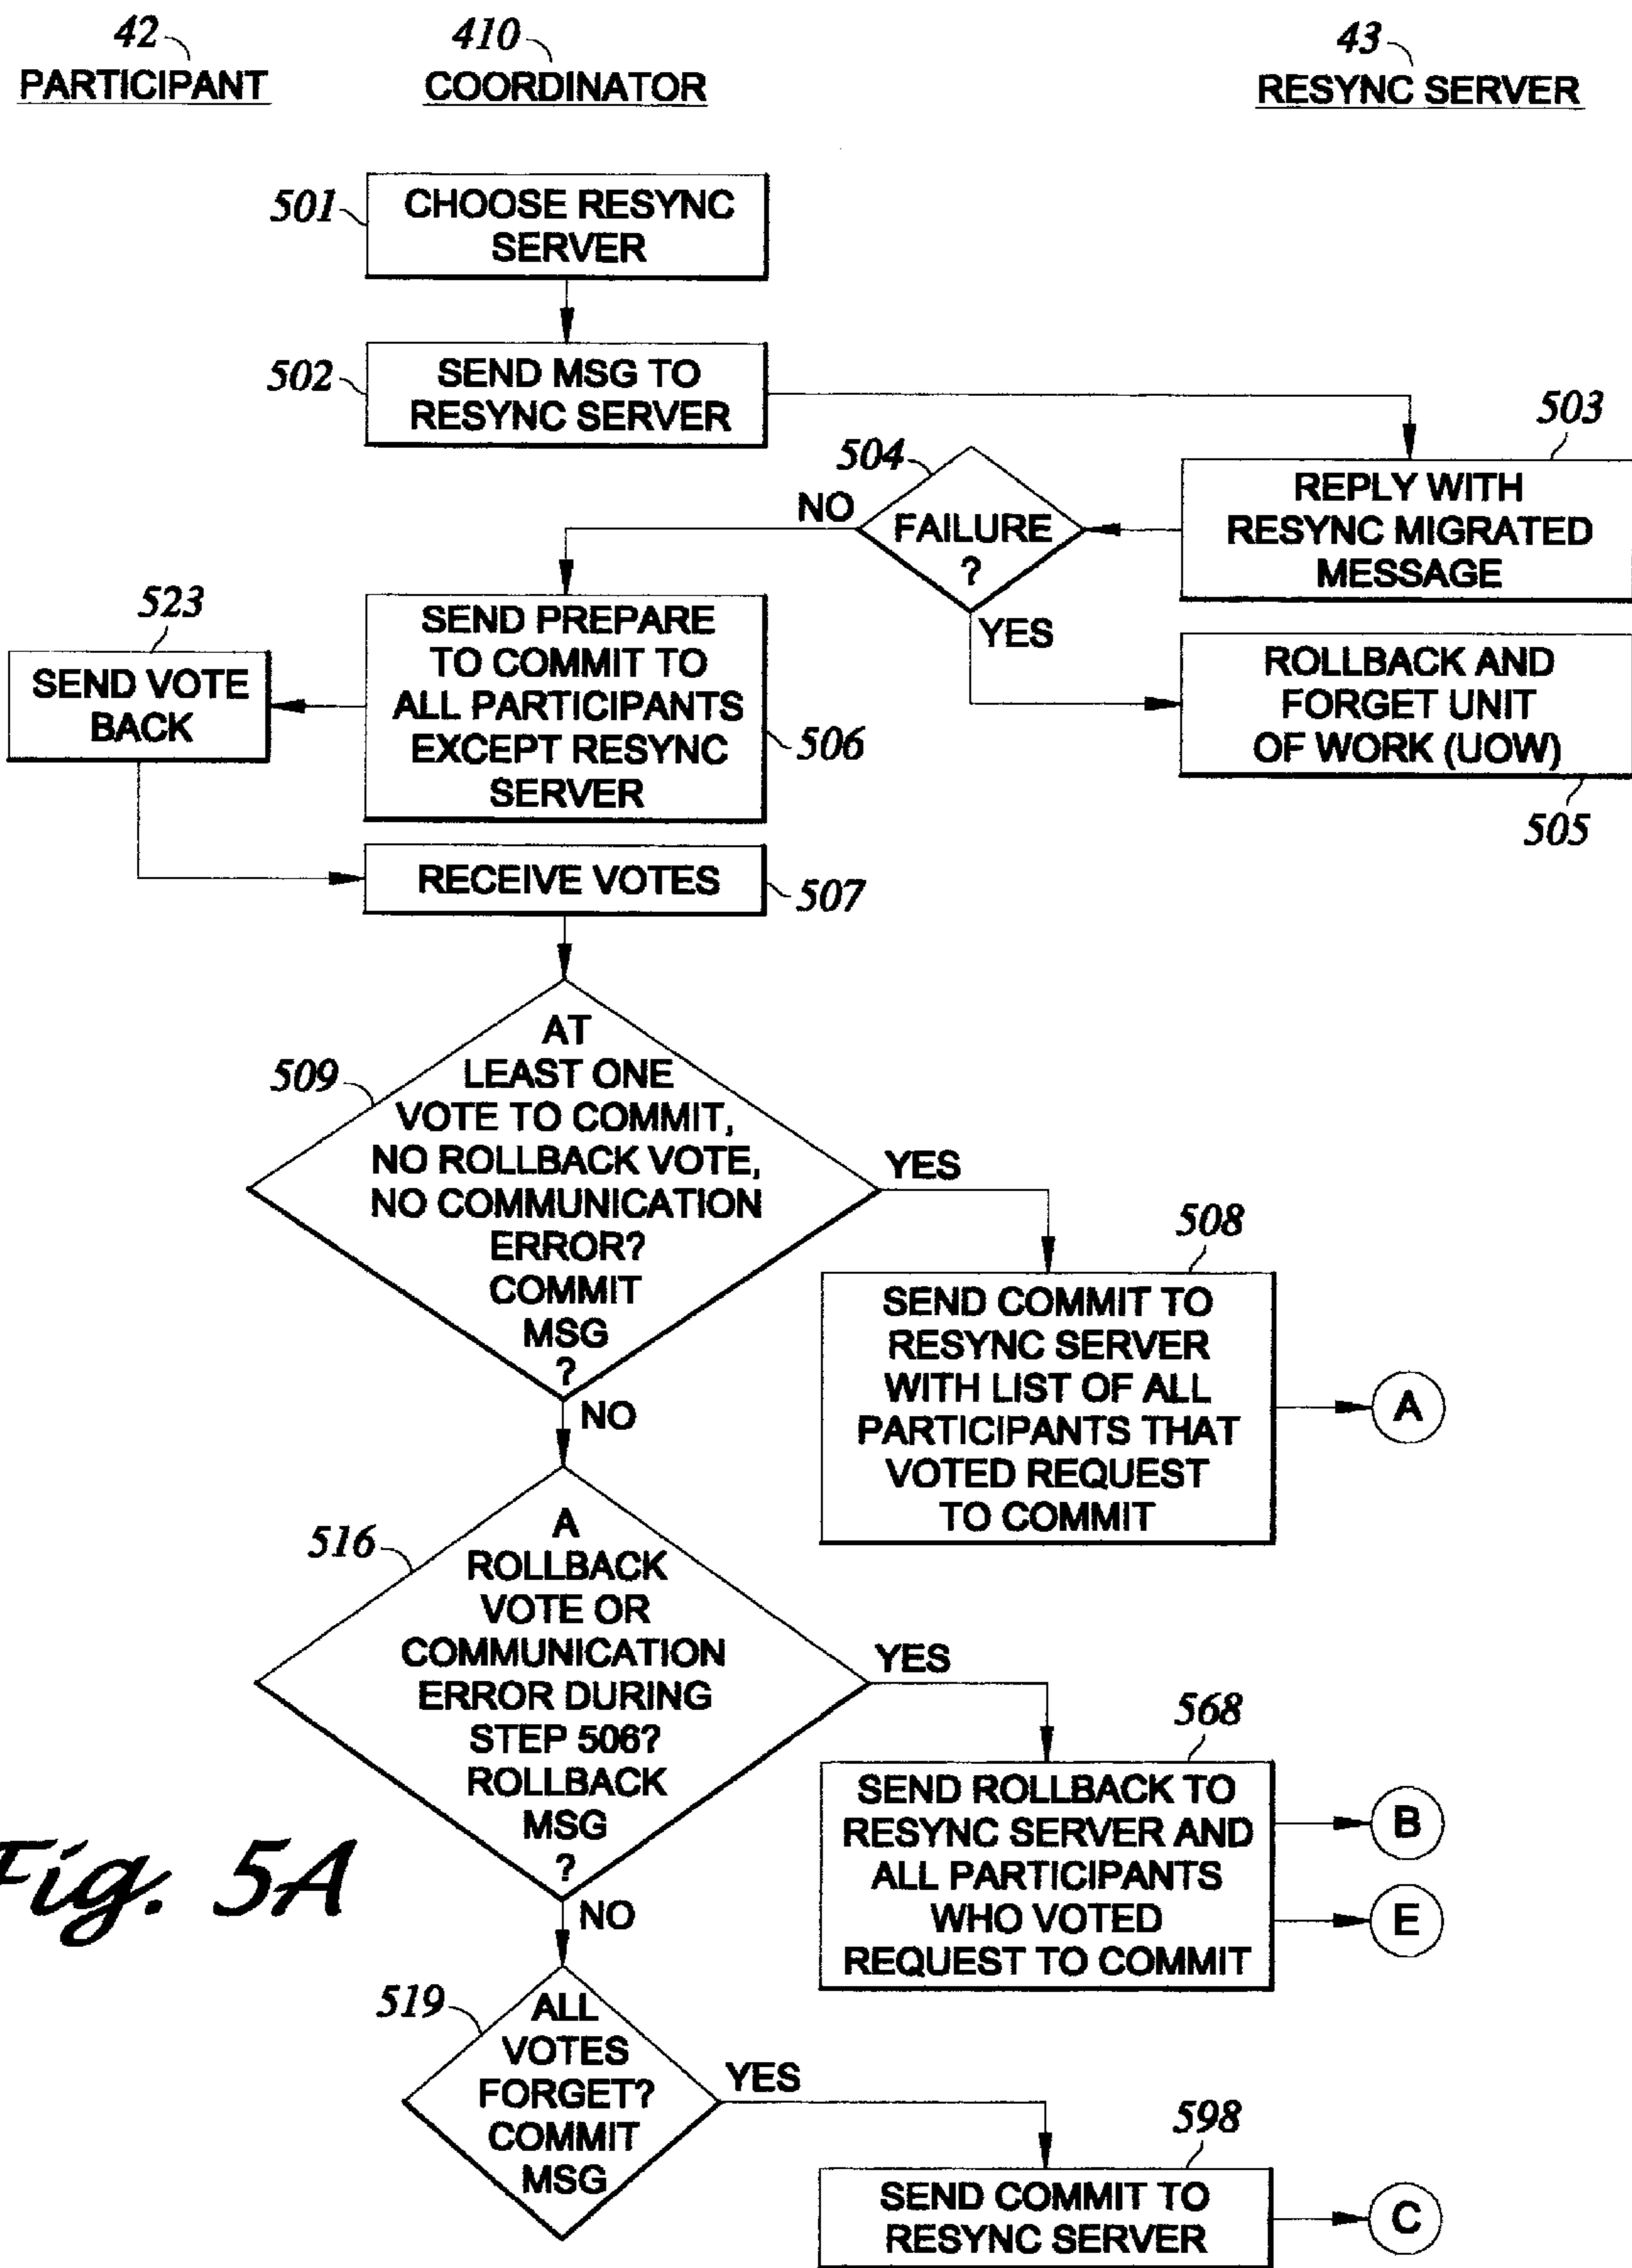 42
PARTICIPANT
410
COORDINATOR
43
RESYNC SERVER
501
CHOOSE RESYNC
SERVER
502
SEND MSG TO
RESYNC SERVER
503
REPLY WITH
RESYNC MIGRATED
MESSAGE
504
FAILURE
?
NO
YES
ROLLBACK AND
FORGET UNIT
OF WORK (UOW)
505
523
SEND VOTE
BACK
SEND PREPARE
TO COMMIT TO
ALL PARTICIPANTS
EXCEPT RESYNC
SERVER
506
RECEIVE VOTES
507
509
AT
LEAST ONE
VOTE TO COMMIT,
NO ROLLBACK VOTE,
NO COMMUNICATION
ERROR?
COMMIT
MSG
?
YES
NO
508
SEND COMMIT TO
RESYNC SERVER
WITH LIST OF ALL
PARTICIPANTS THAT
VOTED REQUEST
TO COMMIT
A
516
A
ROLLBACK
VOTE OR
COMMUNICATION
ERROR DURING
STEP 506?
ROLLBACK
MSG
?
YES
NO
568
SEND ROLLBACK TO
RESYNC SERVER AND
ALL PARTICIPANTS
WHO VOTED
REQUEST TO COMMIT
B
E
Fig. 5A
519
ALL
VOTES
FORGET?
COMMIT
MSG
YES
598
SEND COMMIT TO
RESYNC SERVER
C